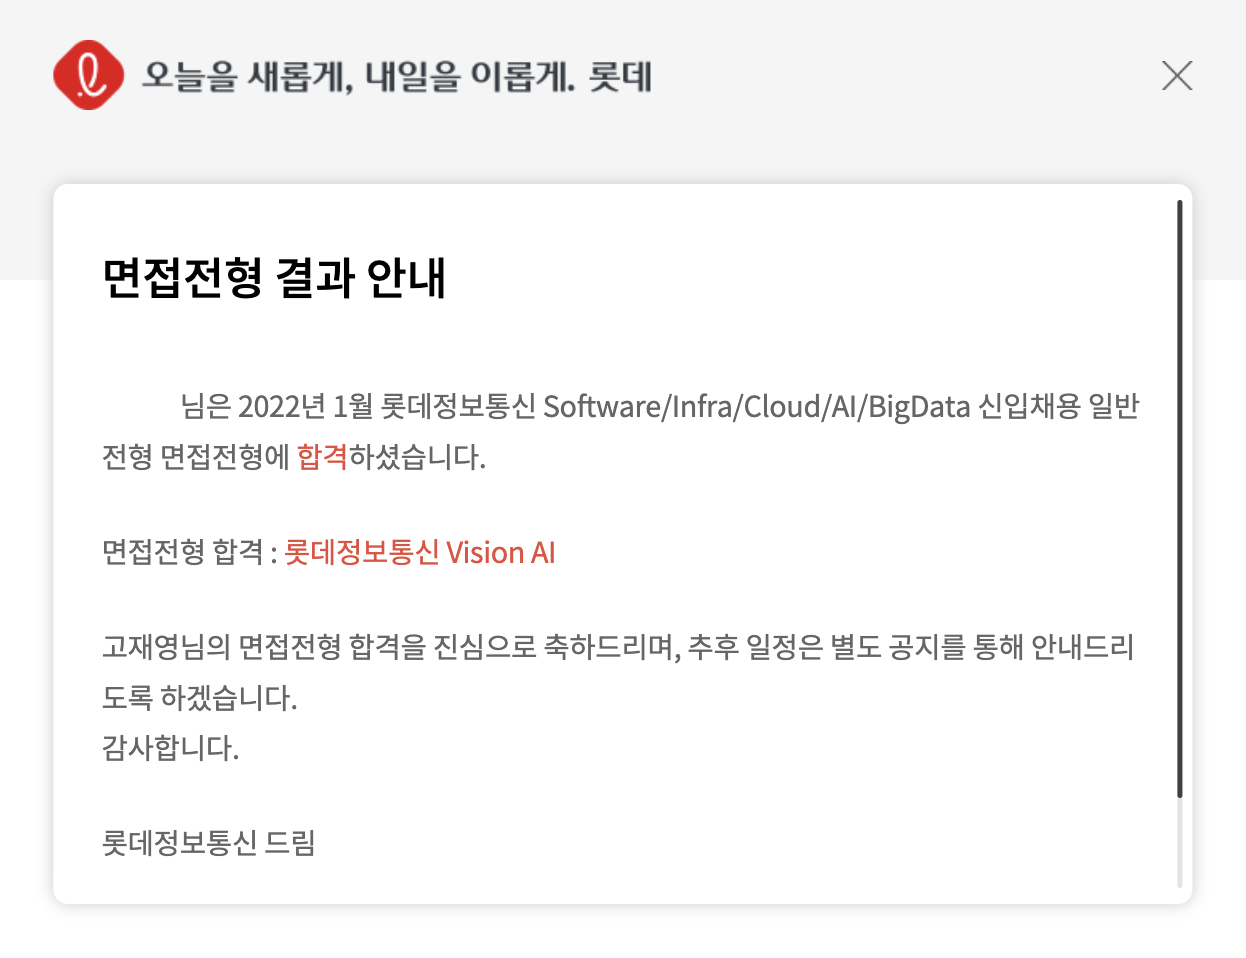 오늘을 새롭게, 내일을 이롭게. 롯데
면접전형 결과 안내
님은 2022년 1월 롯데정보통신 Software/Infra/Cloud/AI/BigData 신입채용 일반
전형 면접전형에 합격하셨습니다.
면접전형 합격 : 롯데정보통신 Vision AI
고재영님의 면접전형 합격을 진심으로 축하드리며, 추후 일정은 별도 공지를 통해 안내드리
도록 하겠습니다.
감사합니다.
롯데정보통신 드림